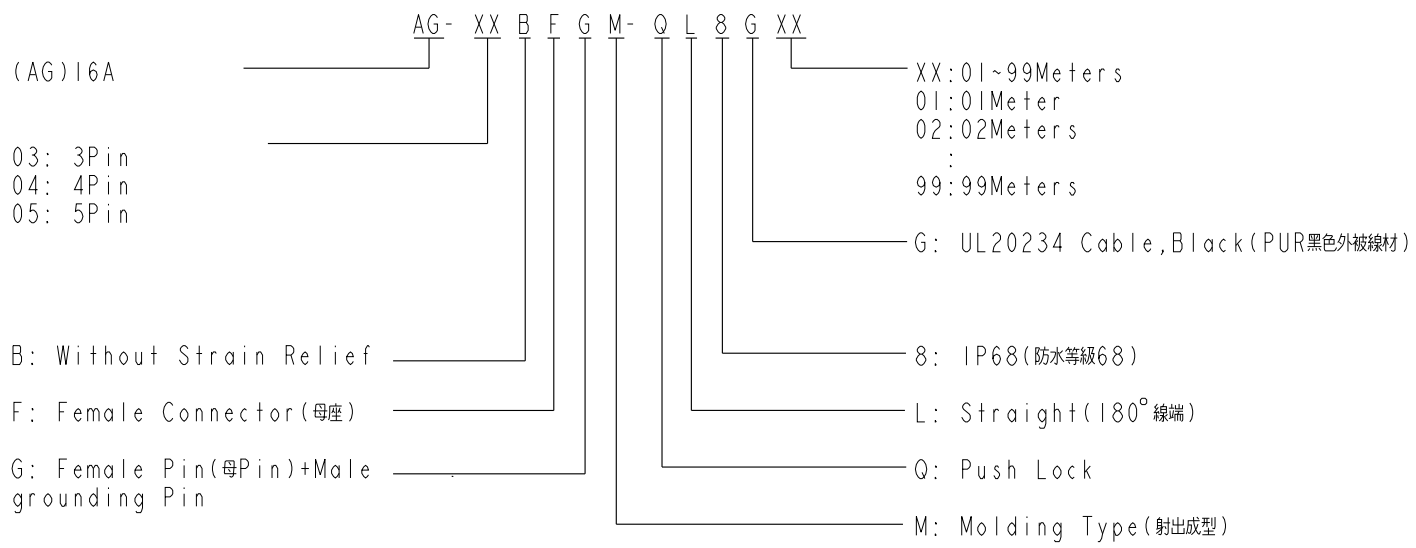 AG- XX B F G M- Q L 8 G XX
(AG)16A
03: 3Pin
04: 4Pin
05: 5Pin
B: Without Strain Relief
F: Female Connector(母座)
G: Female Pin(母Pin)+Male
grounding Pin
XX:01~99Meters
01:01Meter
02:02Meters
:
99:99Meters
G: UL20234 Cable,Black(PUR黑色外被線材)
8: IP68(防水等級68)
L: Straight(180°線端)
Q: Push Lock
M: Molding Type(射出成型)